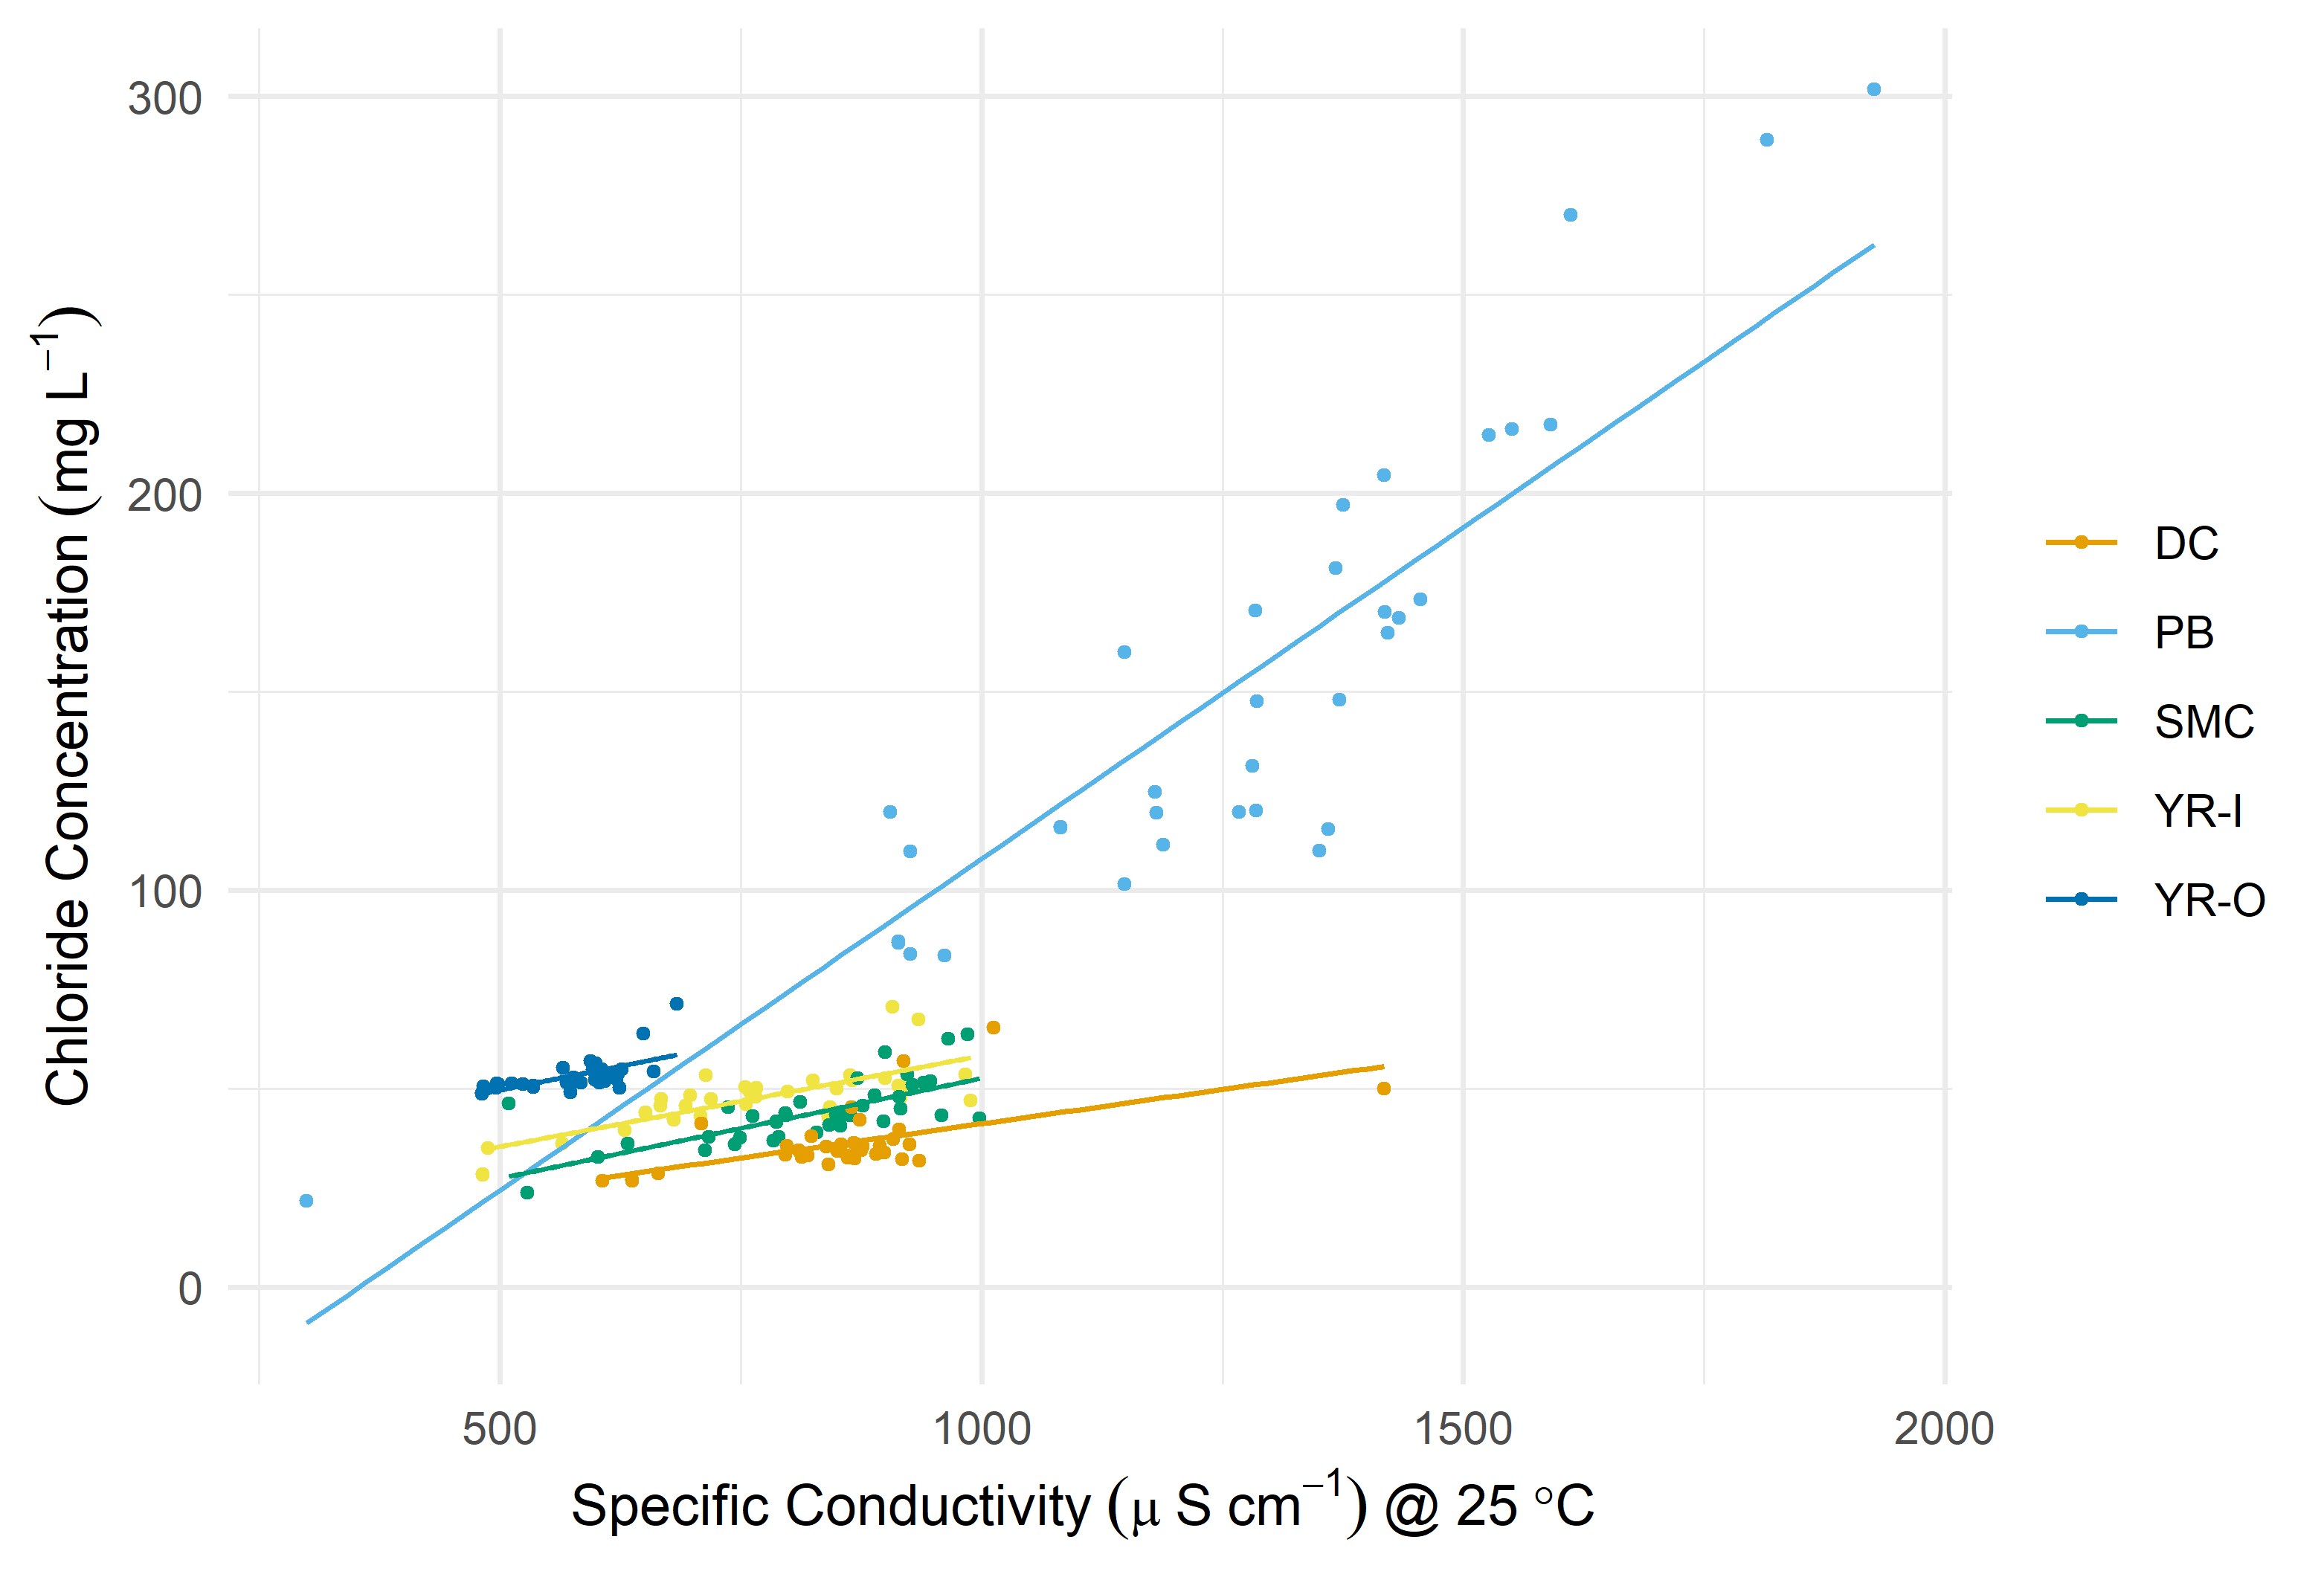 Chloride Concentration (mg L⁻¹)
300
200
100
0
500 1000 1500 2000
Specific Conductivity (μ S cm⁻¹) @ 25 °C
DC
PB
SMC
YR-I
YR-O